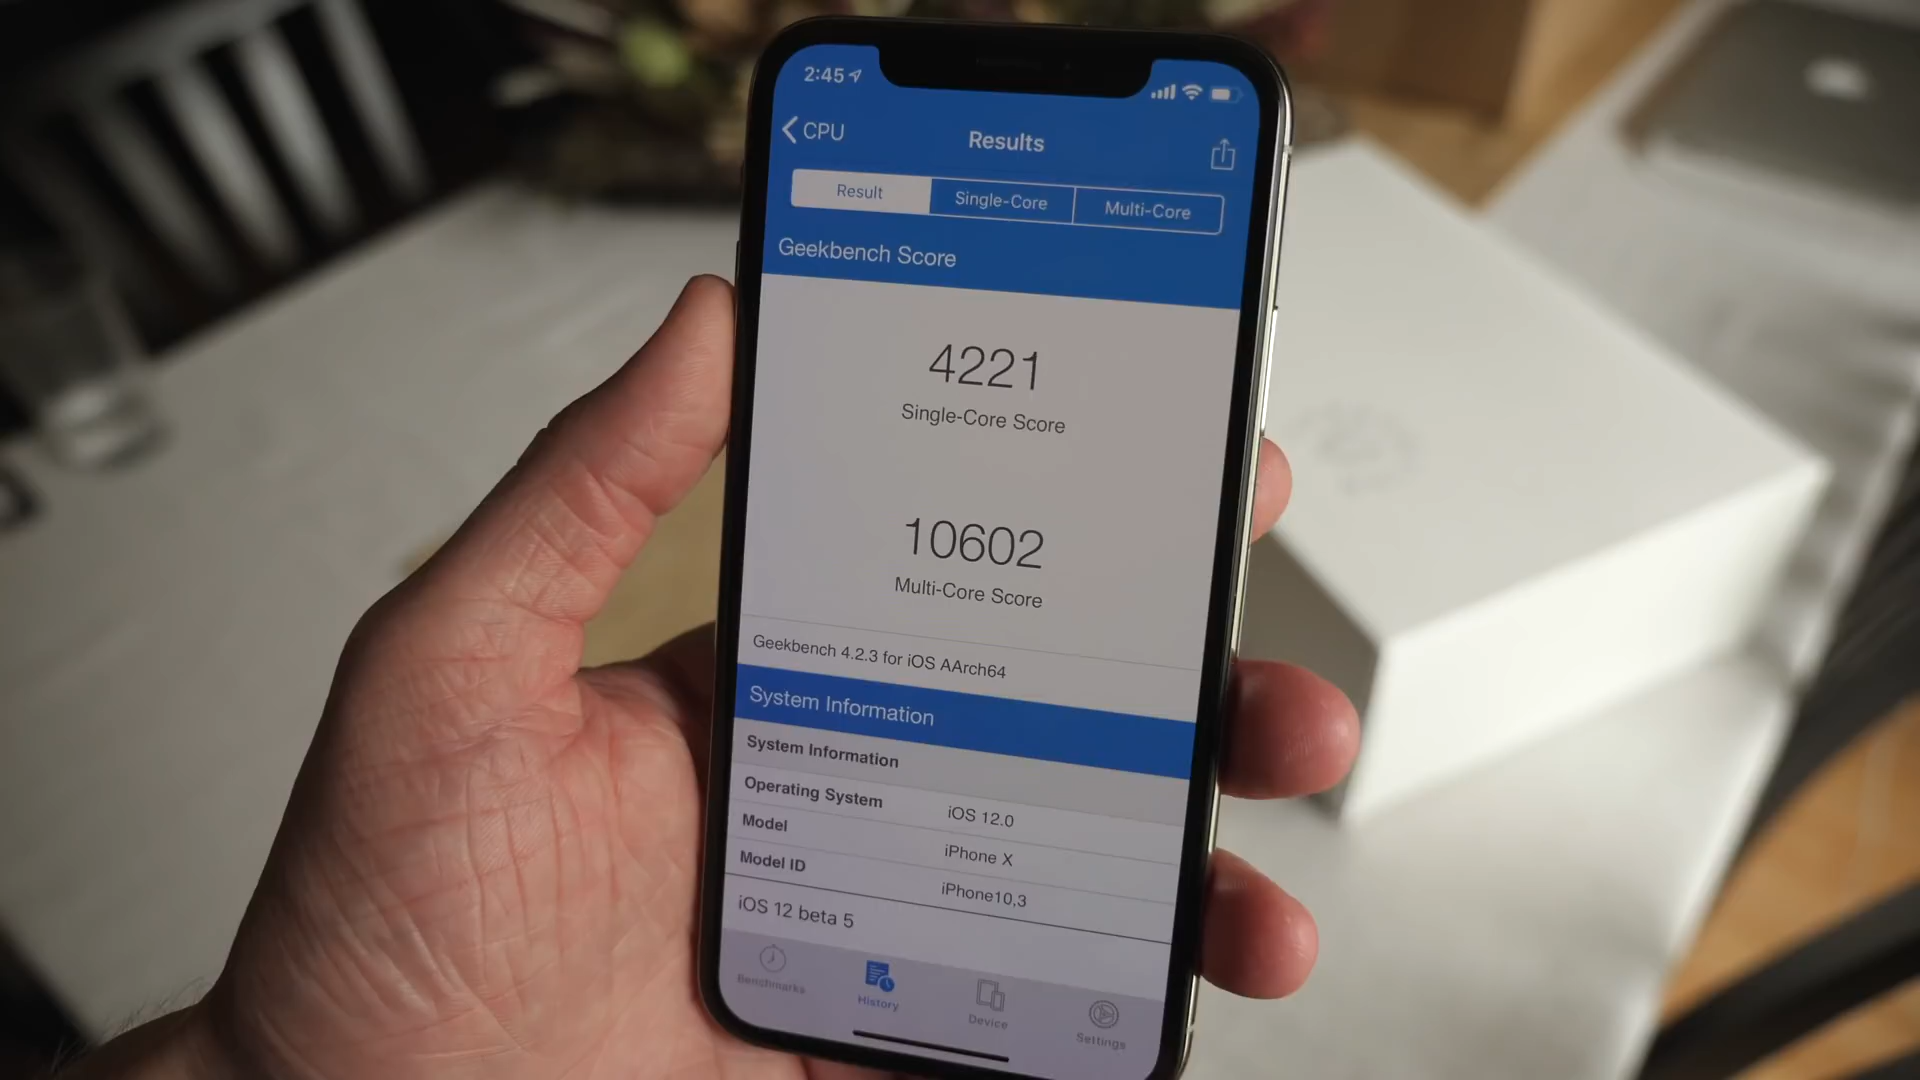 2:45
CPU
Results
Result Single-Core Multi-Core
Geekbench Score
4221
Single-Core Score
10602
Multi-Core Score
Geekbench 4.2.3 for iOS AArch64
System Information
System Information
Operating System iOS 12.0
Model iPhone X
Model ID iPhone10,3
iOS 12 beta 5
Benchmarks History Device Settings